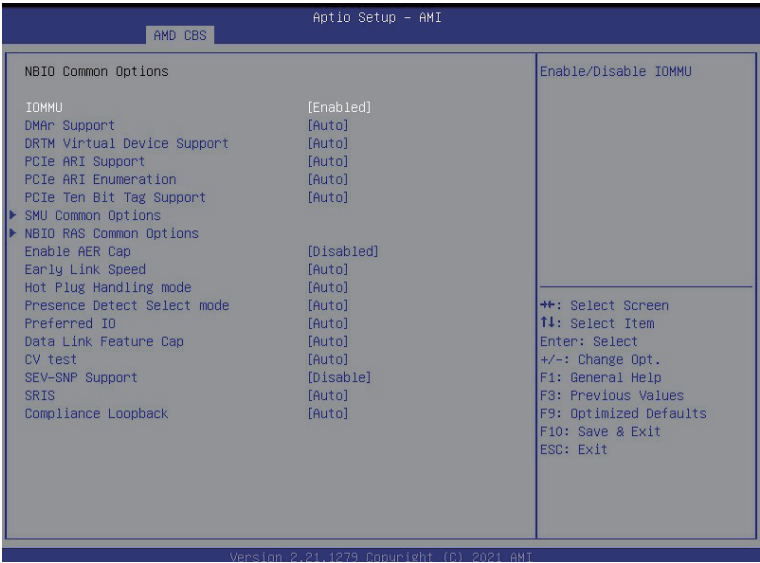 Aptio Setup – AMI
AMD CBS
NBIO Common Options
IOMMU [Enabled]
DMAr Support [Auto]
DRTM Virtual Device Support [Auto]
PCIe ARI Support [Auto]
PCIe ARI Enumeration [Auto]
PCIe Ten Bit Tag Support [Auto]
▶ SMU Common Options
▶ NBIO RAS Common Options
Enable AER Cap [Disabled]
Early Link Speed [Auto]
Hot Plug Handling mode [Auto]
Presence Detect Select mode [Auto]
Preferred IO [Auto]
Data Link Feature Cap [Auto]
CV test [Auto]
SEV-SNP Support [Disable]
SRIS [Auto]
Compliance Loopback [Auto]
Enable/Disable IOMMU
→←: Select Screen
↑↓: Select Item
Enter: Select
+/-: Change Opt.
F1: General Help
F3: Previous Values
F9: Optimized Defaults
F10: Save & Exit
ESC: Exit
Version 2.21.1279 Copyright (C) 2021 AMI